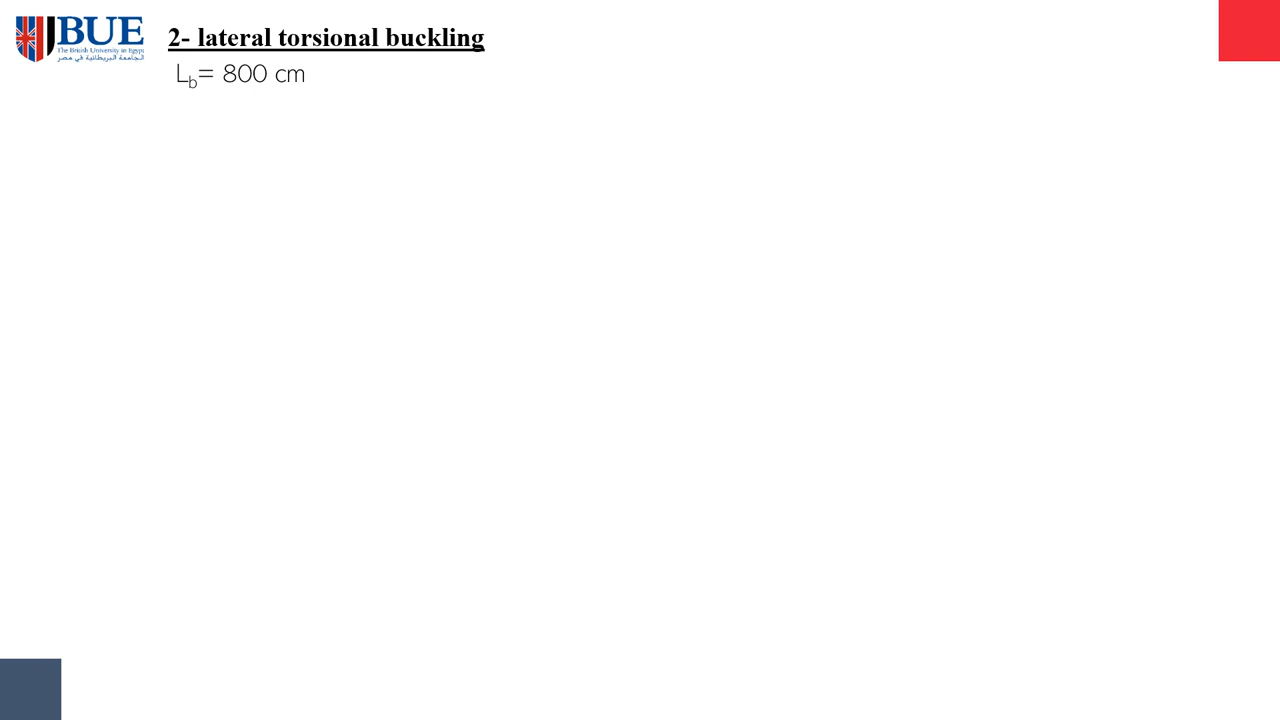 BUE
The British University in Egypt
الجامعة البريطانية في مصر
2- lateral torsional buckling
Lb= 800 cm